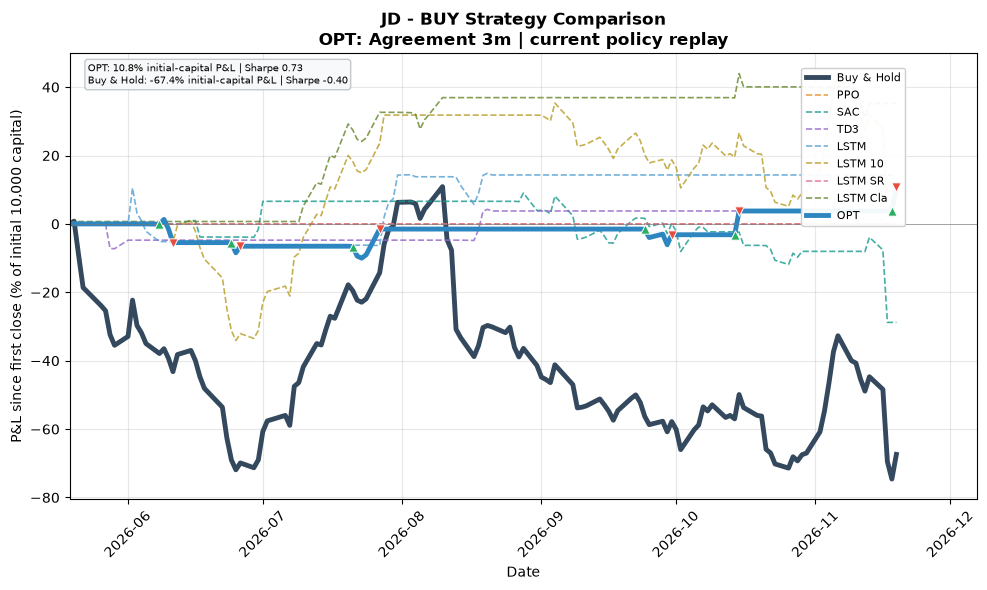 JD - BUY Strategy Comparison
OPT: Agreement 3m | current policy replay
OPT: 10.8% initial-capital P&L | Sharpe 0.73
Buy & Hold: -67.4% initial-capital P&L | Sharpe -0.40
Buy & Hold
PPO
SAC
TD3
LSTM
LSTM 10
LSTM SR
LSTM Cla
OPT
P&L since first close (% of initial 10,000 capital)
40
20
0
−20
−40
−60
−80
2026-06
2026-07
2026-08
2026-09
2026-10
2026-11
2026-12
Date